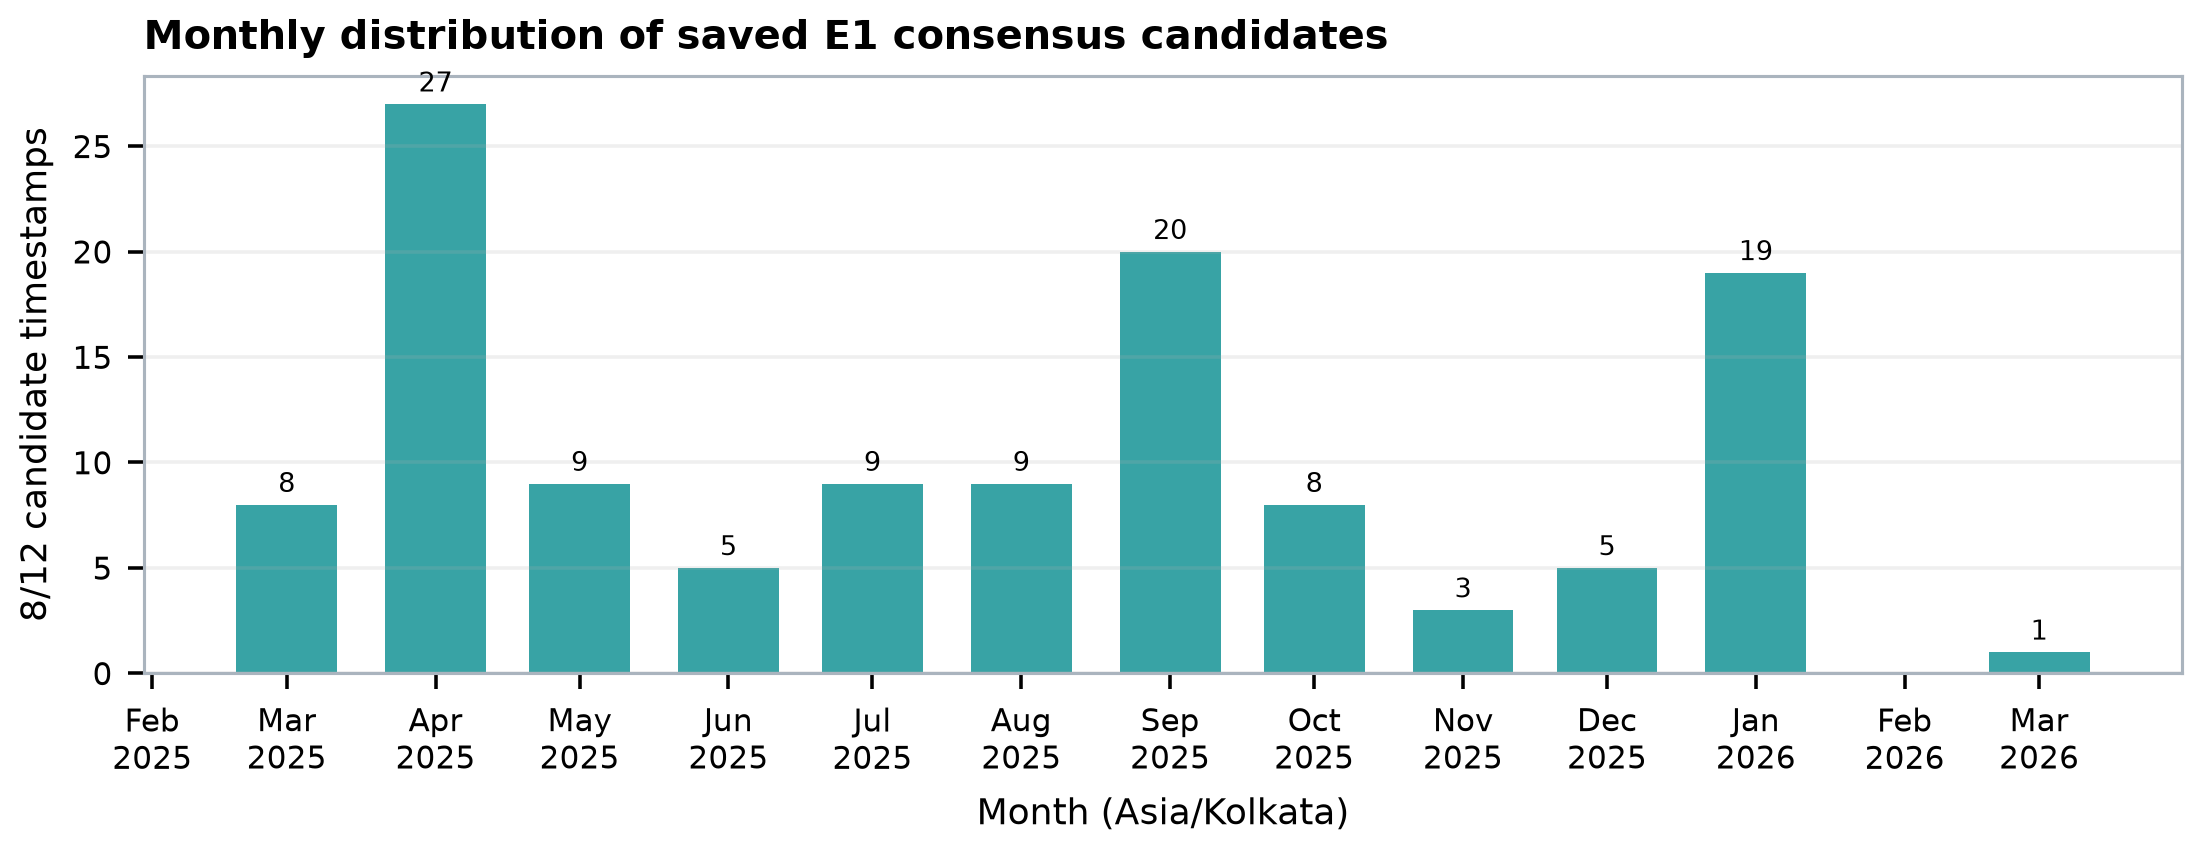 Monthly distribution of saved E1 consensus candidates
8/12 candidate timestamps
25
20
15
10
5
0
8
27
9
5
9
9
20
8
3
5
19
1
Feb
2025
Mar
2025
Apr
2025
May
2025
Jun
2025
Jul
2025
Aug
2025
Sep
2025
Oct
2025
Nov
2025
Dec
2025
Jan
2026
Feb
2026
Mar
2026
Month (Asia/Kolkata)